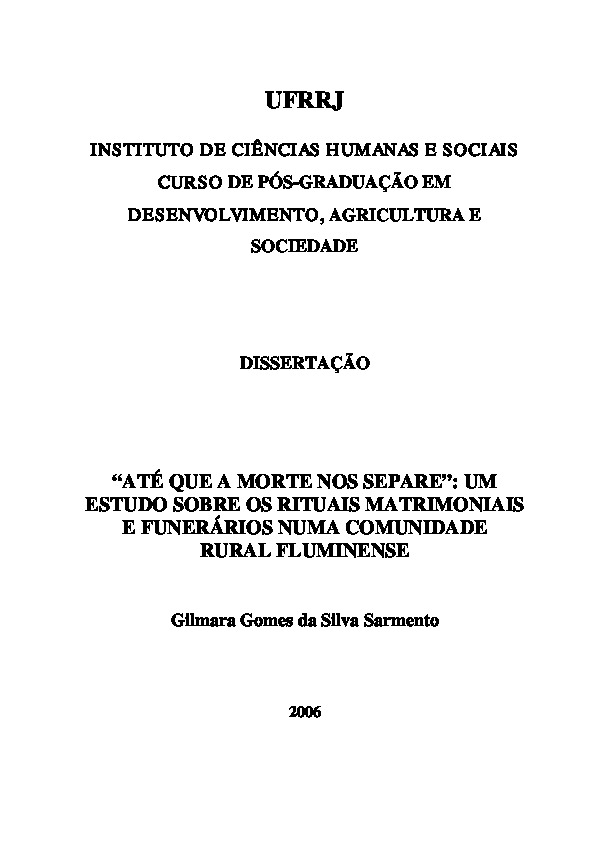 UFRRJ
INSTITUTO DE CIÊNCIAS HUMANAS E SOCIAIS
CURSO DE PÓS-GRADUAÇÃO EM
DESENVOLVIMENTO, AGRICULTURA E
SOCIEDADE
DISSERTAÇÃO
“ATÉ QUE A MORTE NOS SEPARE”: UM
ESTUDO SOBRE OS RITUAIS MATRIMONIAIS
E FUNERÁRIOS NUMA COMUNIDADE
RURAL FLUMINENSE
Gilmara Gomes da Silva Sarmento
2006